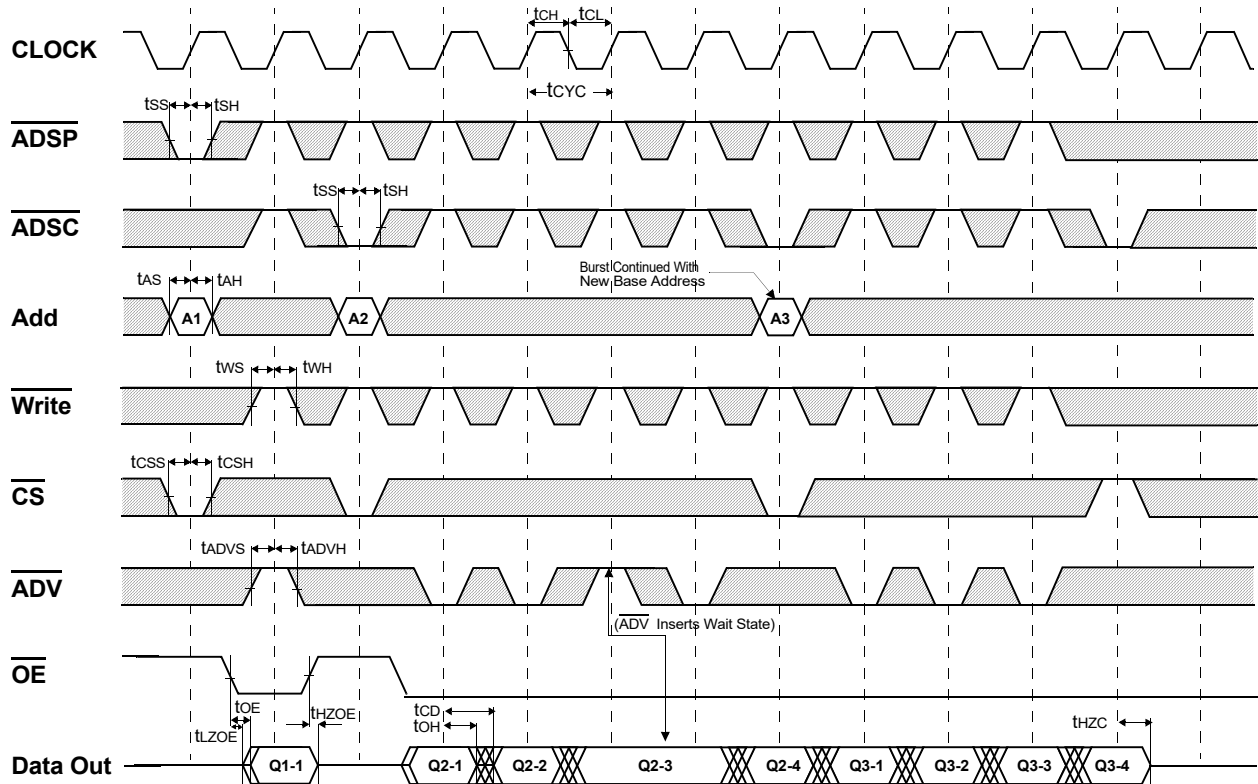 tCH tCL
CLOCK
tCYC
tSS tSH
ADSP
tSS tSH
ADSC
Burst Continued With
New Base Address
tAS tAH
Add A1 A2 A3
tWS tWH
Write
tCSS tCSH
CS
tADVS tADVH
ADV
(ADV Inserts Wait State)
OE
tOE tHZOE tCD
tLZOE tOH tHZC
Data Out Q1-1 Q2-1 Q2-2 Q2-3 Q2-4 Q3-1 Q3-2 Q3-3 Q3-4